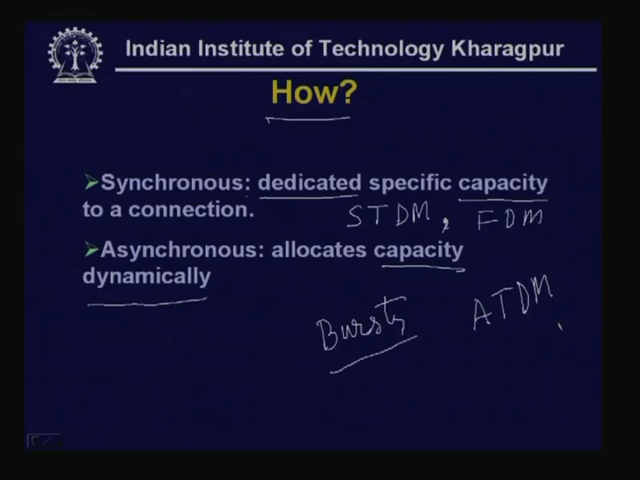 Indian Institute of Technology Kharagpur
How?
Synchronous: dedicated specific capacity
to a connection.
STDM, FDM
Asynchronous: allocates capacity
dynamically
Bursty
ATDM